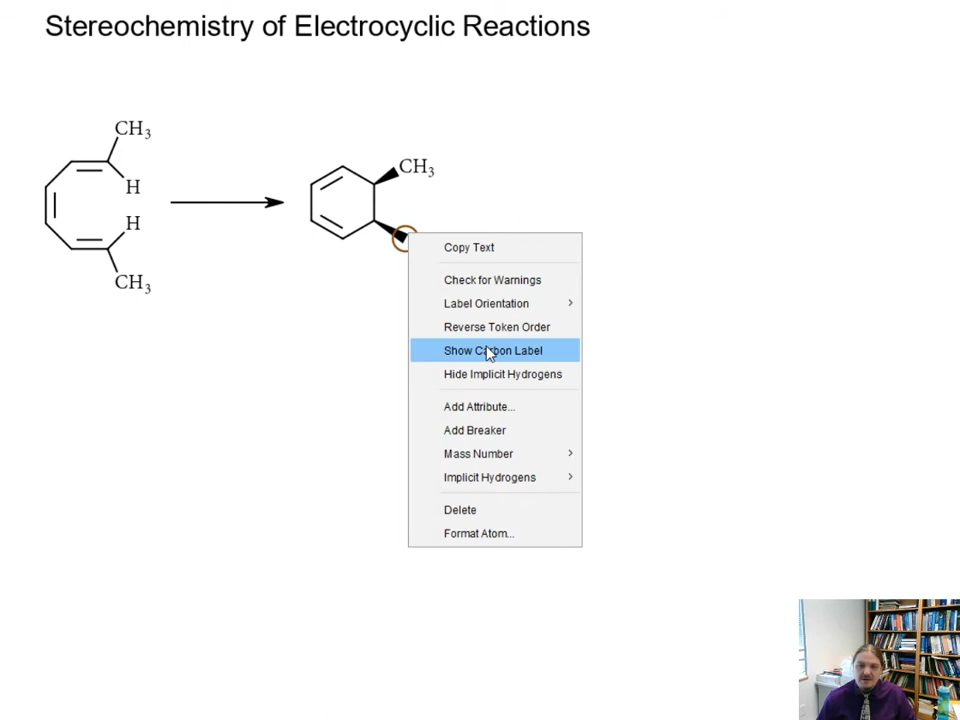 Stereochemistry of Electrocyclic Reactions
CH3
H
H
CH3
CH3
Copy Text
Check for Warnings
Label Orientation
Reverse Token Order
Show Carbon Label
Hide Implicit Hydrogens
Add Attribute...
Add Breaker
Mass Number
Implicit Hydrogens
Delete
Format Atom...